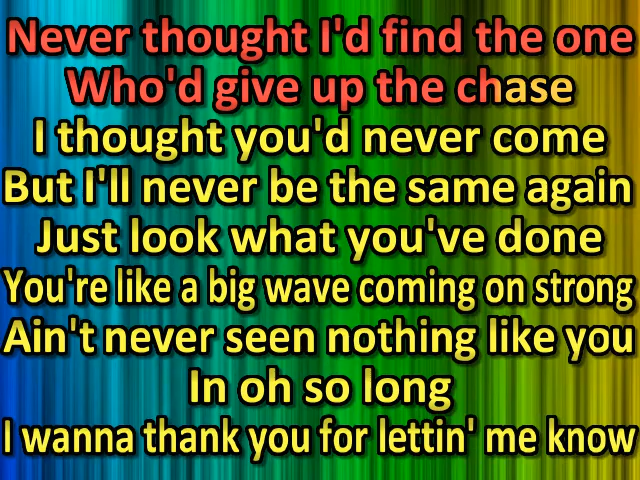 Never thought I'd find the one
Who'd give up the chase
I thought you'd never come
But I'll never be the same again
Just look what you've done
You're like a big wave coming on strong
Ain't never seen nothing like you
In oh so long
I wanna thank you for lettin' me know